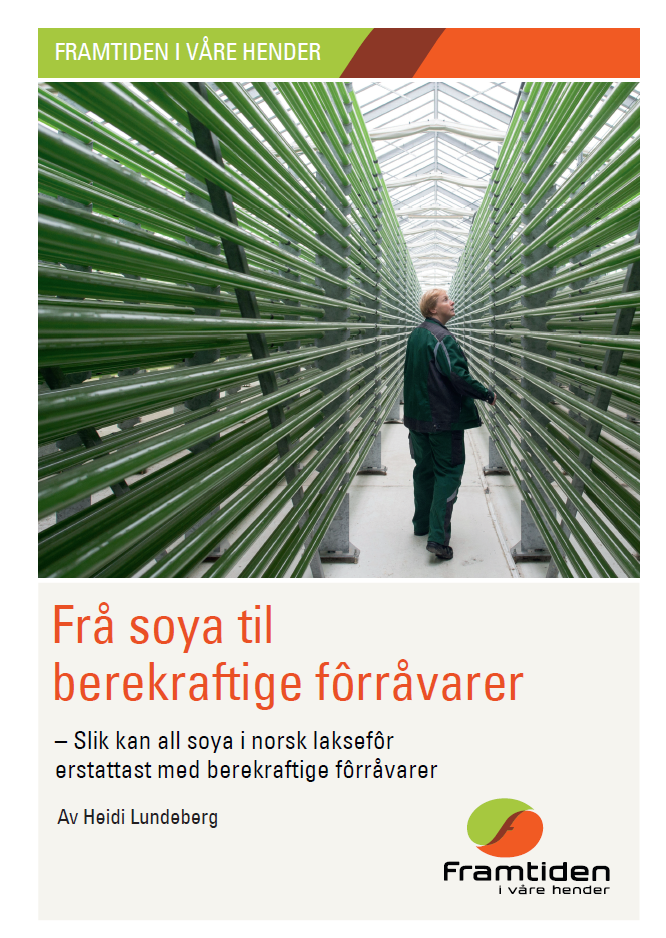 FRAMTIDEN I VÅRE HENDER
Frå soya til
berekraftige fôrråvarer
– Slik kan all soya i norsk laksefôr
erstattast med berekraftige fôrråvarer
Av Heidi Lundeberg
Framtiden
i våre hender